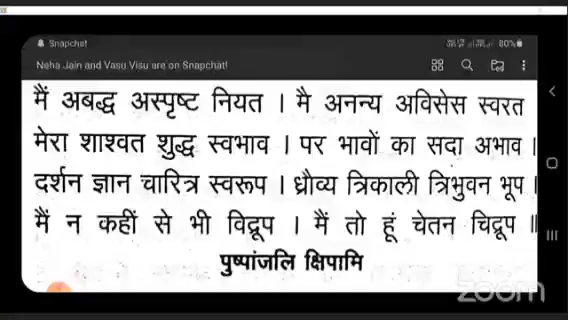 Snapchat
80%
Neha Jain and Vasu Visu are on Snapchat!
मैं अबद्ध अस्पृष्ट नियत । मै अनन्य अविसेस स्वरत
मेरा शाश्वत शुद्ध स्वभाव । पर भावों का सदा अभाव ।
दर्शन ज्ञान चारित्र स्वरूप । ध्रौव्य त्रिकाली त्रिभुवन भूप ।
मैं न कहीं से भी विद्रूप । मैं तो हूं चेतन चिद्रूप ॥
पुष्पांजलि क्षिपामि
zoom